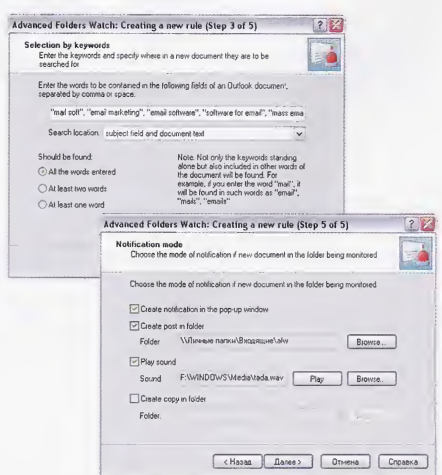 Advanced Folders Watch: Creating a new rule (Step 3 of 5)
Selection by keywords
Enter the keywords and specify where in a new document they are to be
searched for
Enter the words to be contained in the following fields of an Outlook document,
separated by comma or space.
"mail soft", "email marketing", "email software", "software for email", "mass ema
Search location: subject field and document text
Should be found:
All the words entered
At least two words
At least one word
Note. Not only the keywords standing
alone but also included in other words of
the document will be found. For
example, if you enter the word "mail", it
will be found in such words as "email",
"mails", "emails"
Advanced Folders Watch: Creating a new rule (Step 5 of 5)
Notification mode
Choose the mode of notification if new document in the folder being monitored
Choose the mode of notification if new document in the folder being monitored
Create notification in the pop-up window
Create post in folder
Folder \\Личные папки\Входящие\afw Browse...
Play sound
Sound F:\WINDOWS\Media\tada.wav Play Browse..
Create copy in folder
Folder.
< Назад Далее > Отмена Справка